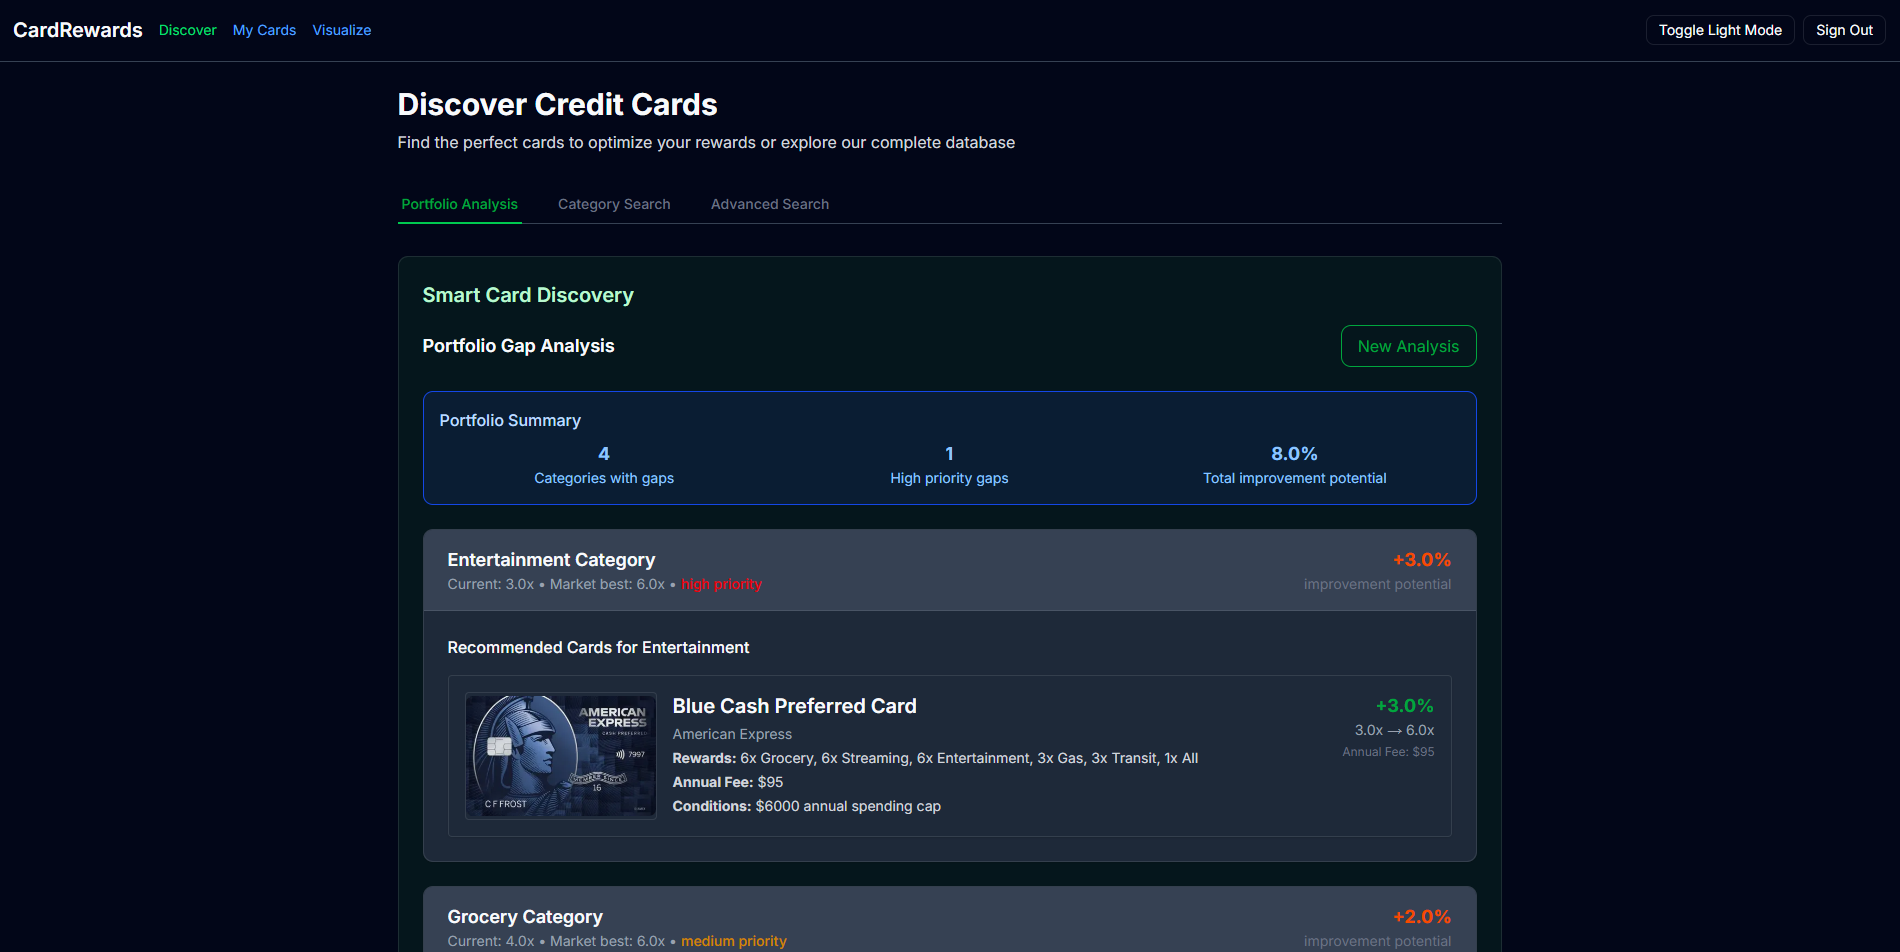 CardRewards Discover My Cards Visualize Toggle Light Mode Sign Out
Discover Credit Cards
Find the perfect cards to optimize your rewards or explore our complete database
Portfolio Analysis Category Search Advanced Search
Smart Card Discovery
Portfolio Gap Analysis New Analysis
Portfolio Summary
4 1 8.0%
Categories with gaps High priority gaps Total improvement potential
Entertainment Category +3.0%
Current: 3.0x • Market best: 6.0x • high priority improvement potential
Recommended Cards for Entertainment
AMERICAN
EXPRESS
CASH PREFERRED
7997
MEMBER SINCE
16
C F FROST
Blue Cash Preferred Card +3.0%
American Express 3.0x → 6.0x
Rewards: 6x Grocery, 6x Streaming, 6x Entertainment, 3x Gas, 3x Transit, 1x All Annual Fee: $95
Annual Fee: $95
Conditions: $6000 annual spending cap
Grocery Category +2.0%
Current: 4.0x • Market best: 6.0x • medium priority improvement potential